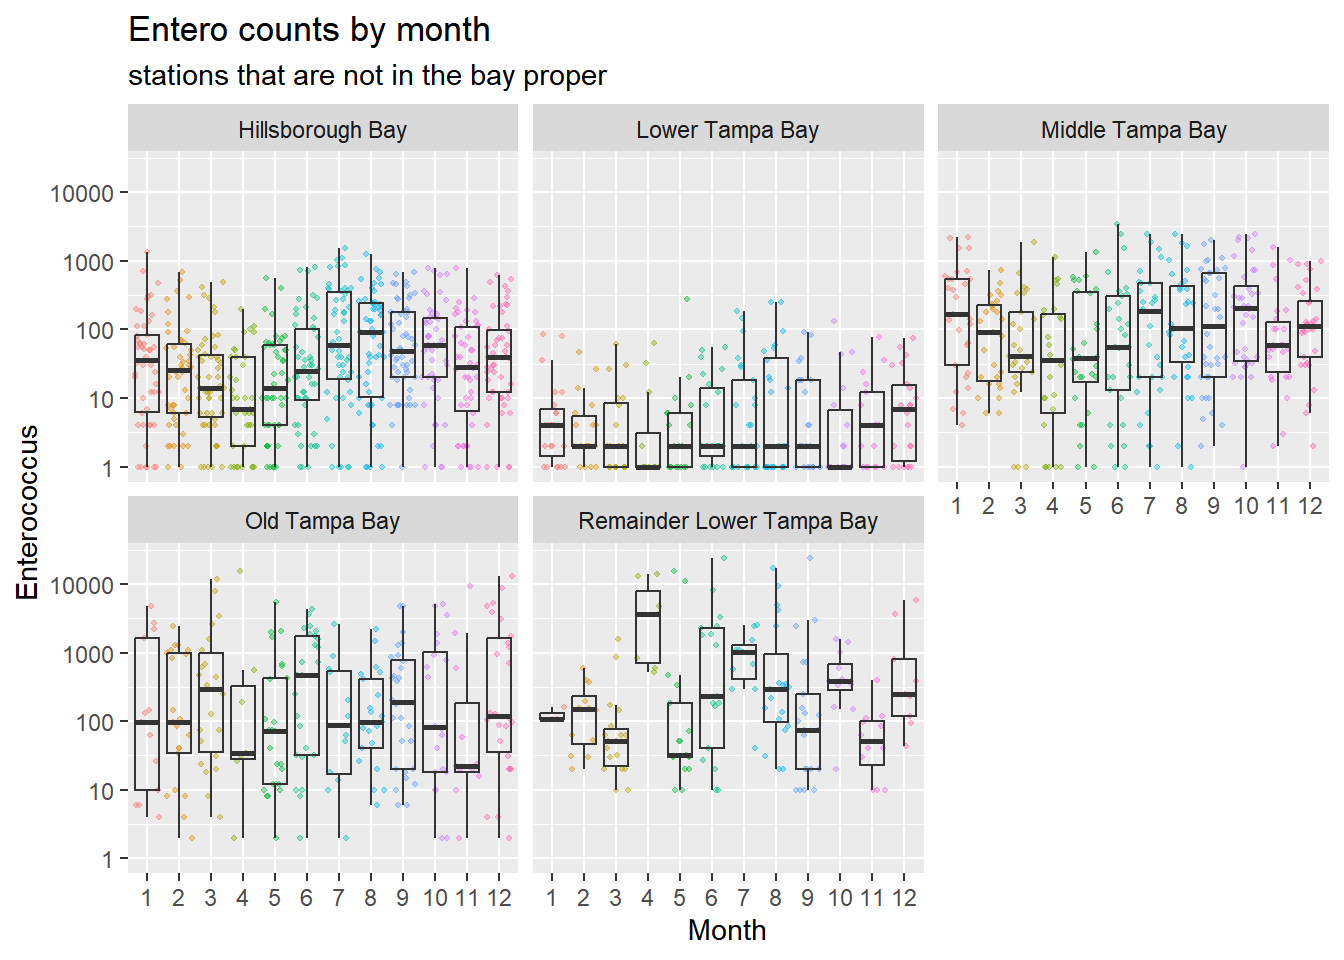 Entero counts by month
stations that are not in the bay proper
Hillsborough Bay
Lower Tampa Bay
Middle Tampa Bay
10000
1000
100
10
1
1 2 3 4 5 6 7 8 9 10 11 12
Old Tampa Bay
Remainder Lower Tampa Bay
10000
1000
100
10
1
1 2 3 4 5 6 7 8 9 10 11 12
1 2 3 4 5 6 7 8 9 10 11 12
Enterococcus
Month